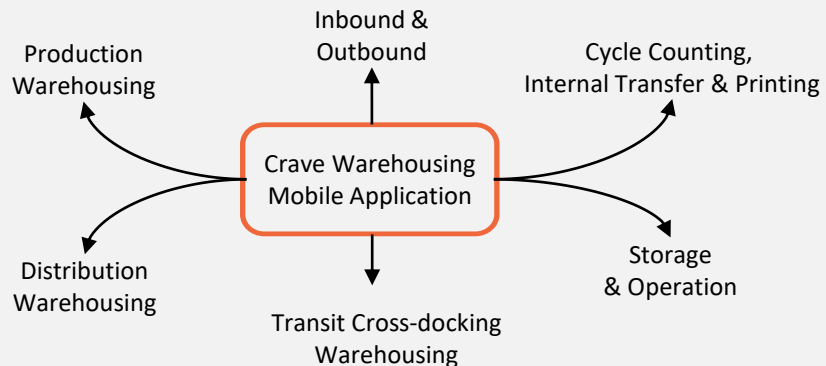 Inbound &
Outbound
Production
Warehousing
Cycle Counting,
Internal Transfer & Printing
Crave Warehousing
Mobile Application
Distribution
Warehousing
Storage
& Operation
Transit Cross-docking
Warehousing